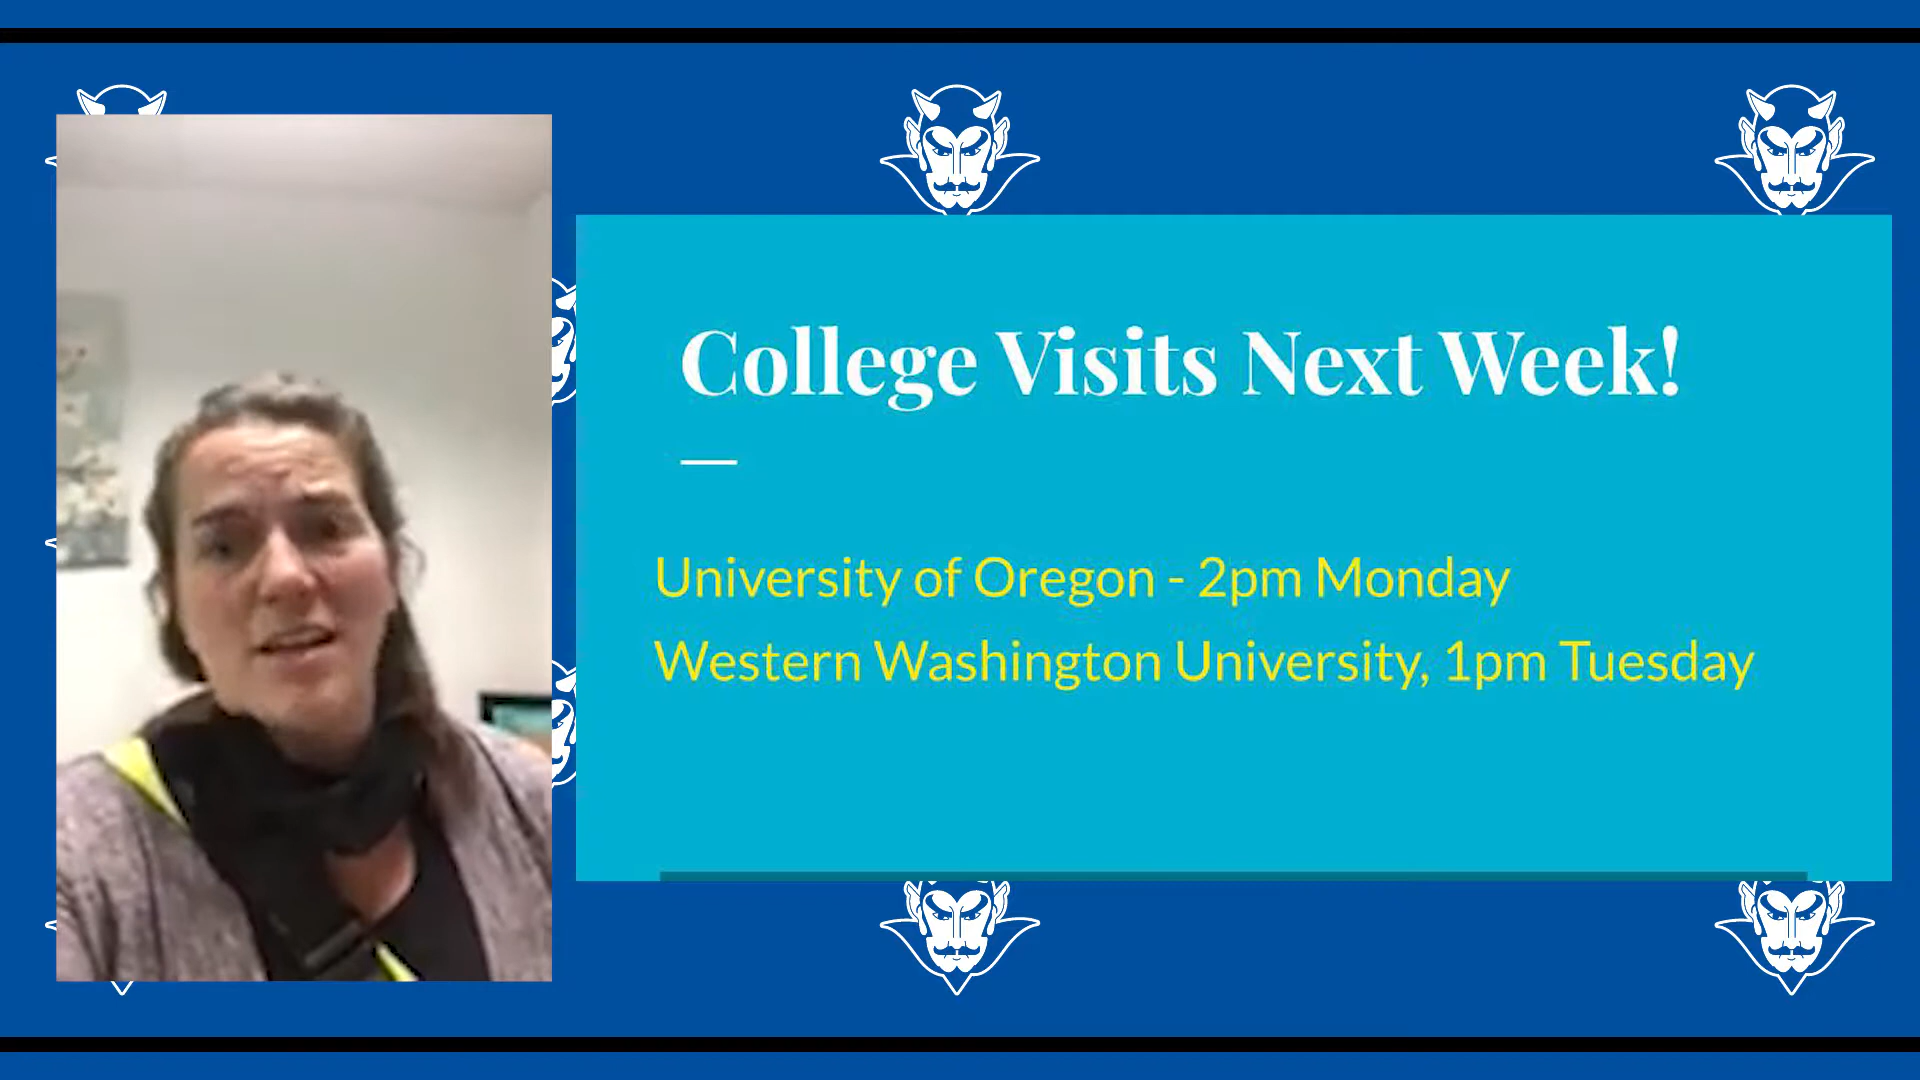 College Visits Next Week!
University of Oregon - 2pm Monday
Western Washington University, 1pm Tuesday